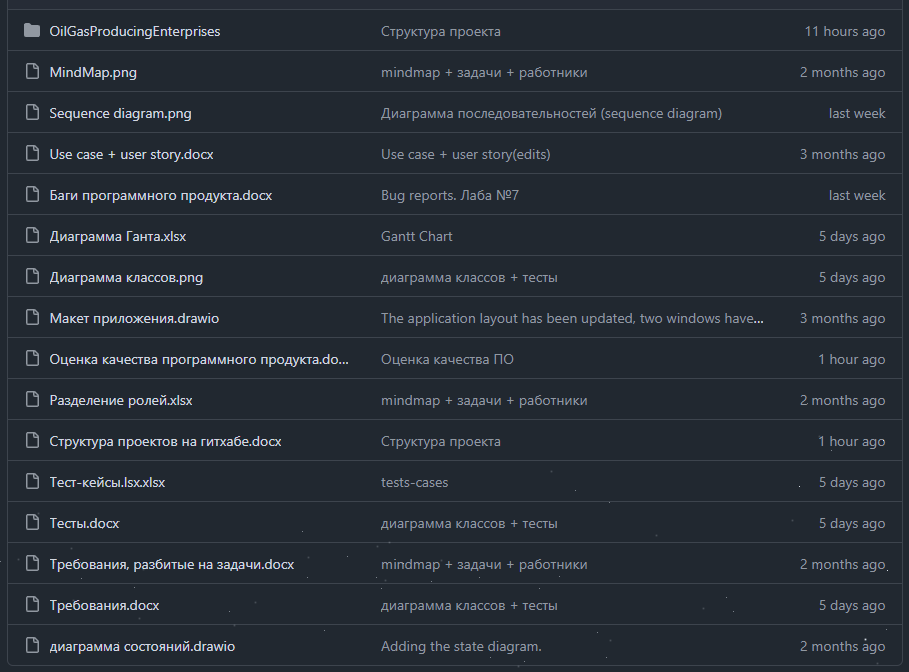 OilGasProducingEnterprises Структура проекта 11 hours ago
MindMap.png mindmap + задачи + работники 2 months ago
Sequence diagram.png Диаграмма последовательностей (sequence diagram) last week
Use case + user story.docx Use case + user story(edits) 3 months ago
Баги программного продукта.docx Bug reports. Лаба №7 last week
Диаграмма Ганта.xlsx Gantt Chart 5 days ago
Диаграмма классов.png диаграмма классов + тесты 5 days ago
Макет приложения.drawio The application layout has been updated, two windows have... 3 months ago
Оценка качества программного продукта.do... Оценка качества ПО 1 hour ago
Разделение ролей.xlsx mindmap + задачи + работники 2 months ago
Структура проектов на гитхабе.docx Структура проекта 1 hour ago
Тест-кейсы.lsx.xlsx tests-cases 5 days ago
Тесты.docx диаграмма классов + тесты 5 days ago
Требования, разбитые на задачи.docx mindmap + задачи + работники 2 months ago
Требования.docx диаграмма классов + тесты 5 days ago
диаграмма состояний.drawio Adding the state diagram. 2 months ago